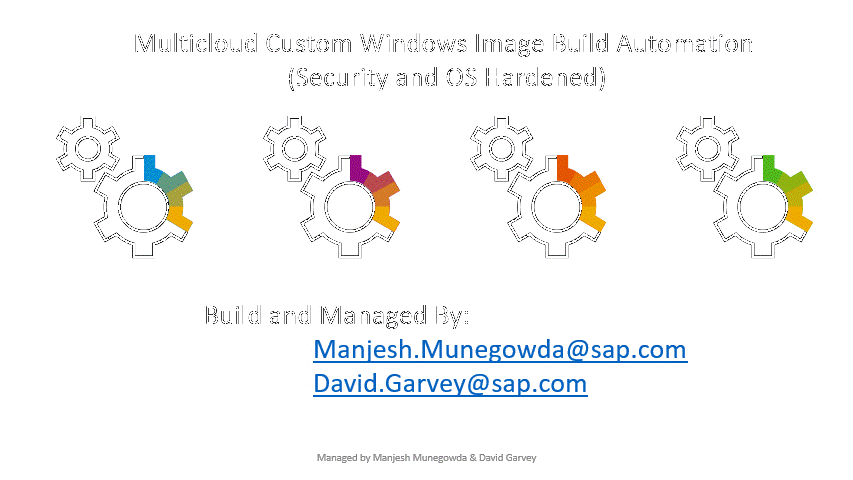 Multicloud Custom Windows Image Build Automation
(Security and OS Hardened)
Build and Managed By:
Manjesh.Munegowda@sap.com
David.Garvey@sap.com
Managed by Manjesh Munegowda & David Garvey